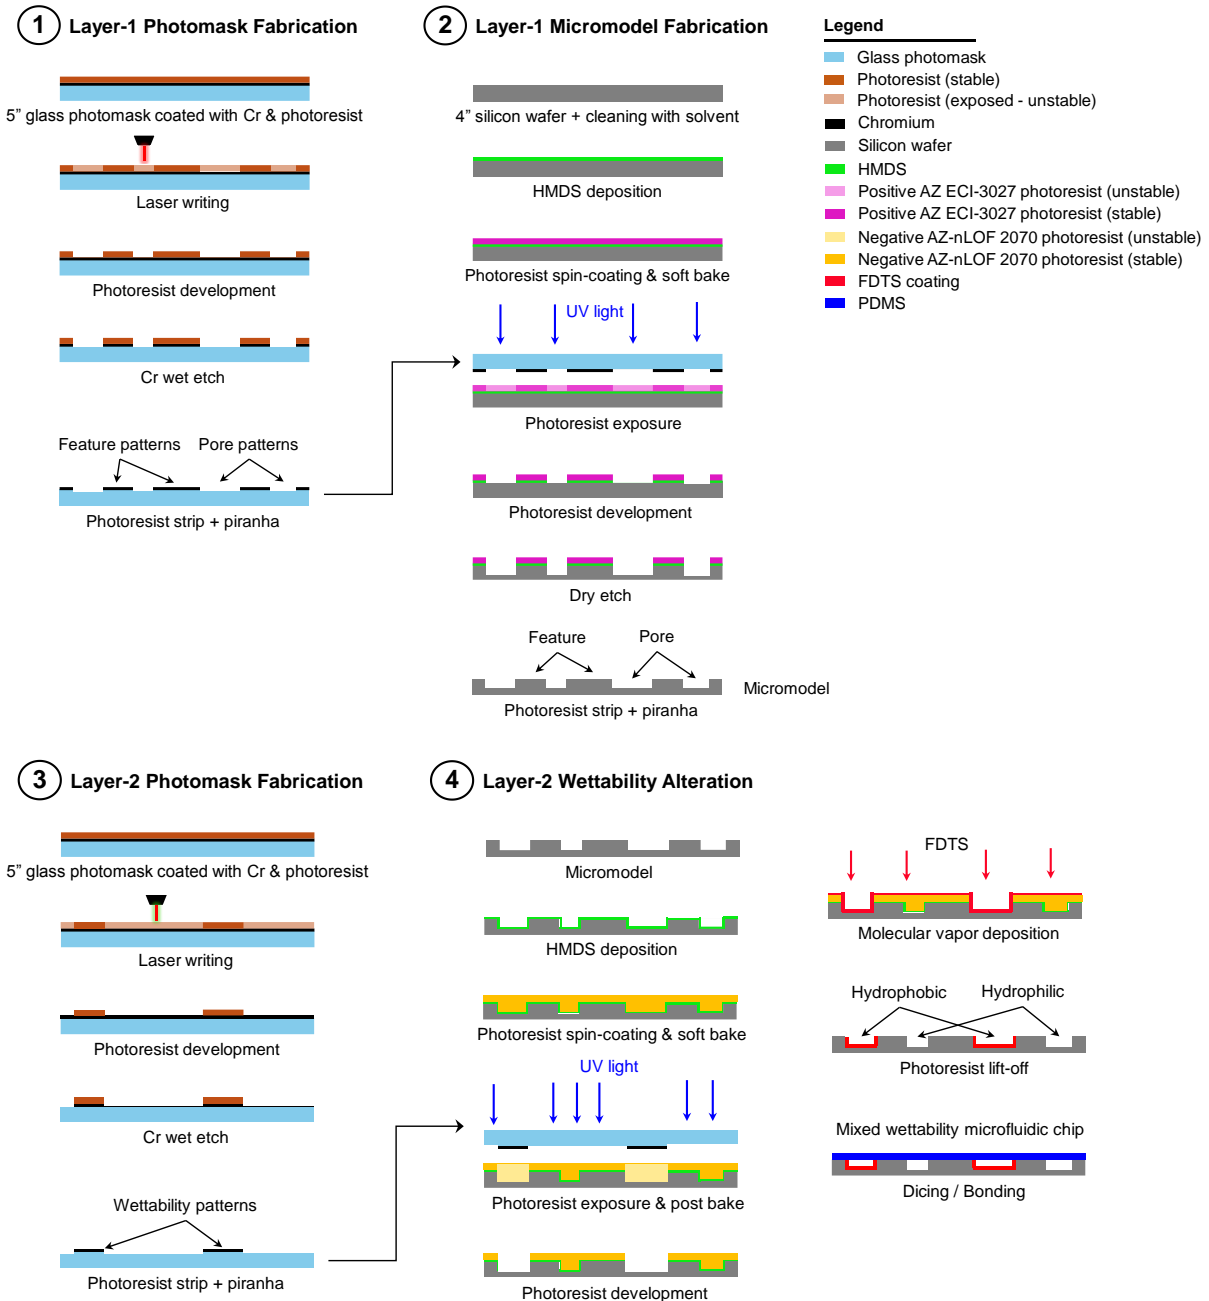 1 Layer-1 Photomask Fabrication
5” glass photomask coated with Cr & photoresist
Laser writing
Photoresist development
Cr wet etch
Feature patterns Pore patterns
Photoresist strip + piranha
2 Layer-1 Micromodel Fabrication
4” silicon wafer + cleaning with solvent
HMDS deposition
Photoresist spin-coating & soft bake
UV light
Photoresist exposure
Photoresist development
Dry etch
Feature Pore
Micromodel
Photoresist strip + piranha
Legend
Glass photomask
Photoresist (stable)
Photoresist (exposed - unstable)
Chromium
Silicon wafer
HMDS
Positive AZ ECI-3027 photoresist (unstable)
Positive AZ ECI-3027 photoresist (stable)
Negative AZ-nLOF 2070 photoresist (unstable)
Negative AZ-nLOF 2070 photoresist (stable)
FDTS coating
PDMS
3 Layer-2 Photomask Fabrication
5” glass photomask coated with Cr & photoresist
Laser writing
Photoresist development
Cr wet etch
Wettability patterns
Photoresist strip + piranha
4 Layer-2 Wettability Alteration
Micromodel
HMDS deposition
Photoresist spin-coating & soft bake
UV light
Photoresist exposure & post bake
Photoresist development
FDTS
Molecular vapor deposition
Hydrophobic Hydrophilic
Photoresist lift-off
Mixed wettability microfluidic chip
Dicing / Bonding